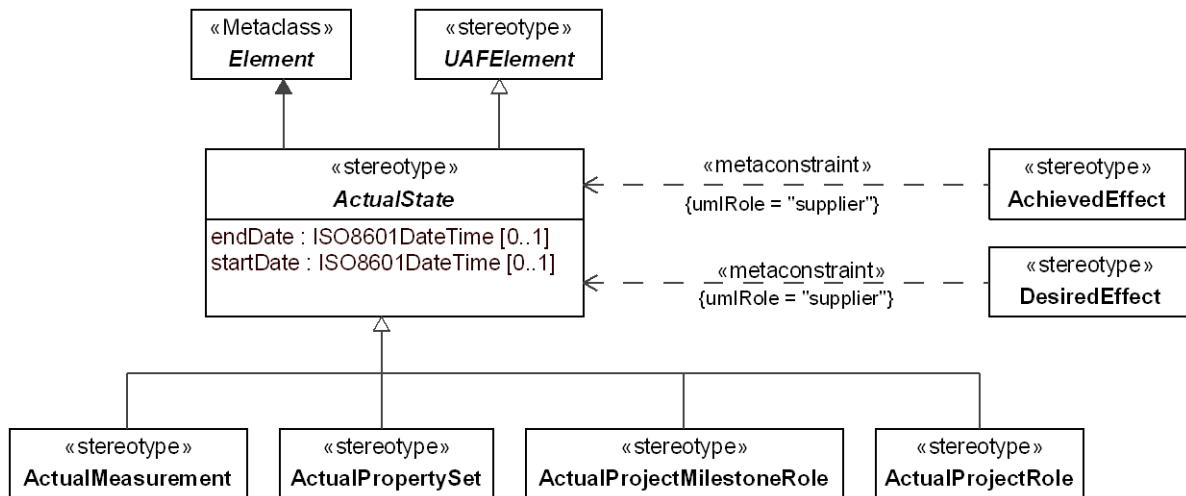 «Metaclass»
Element
«stereotype»
UAFElement
«stereotype»
ActualState
endDate : ISO8601DateTime [0..1]
startDate : ISO8601DateTime [0..1]
«metaconstraint»
{umlRole = "supplier"}
«stereotype»
AchievedEffect
«metaconstraint»
{umlRole = "supplier"}
«stereotype»
DesiredEffect
«stereotype»
ActualMeasurement
«stereotype»
ActualPropertySet
«stereotype»
ActualProjectMilestoneRole
«stereotype»
ActualProjectRole